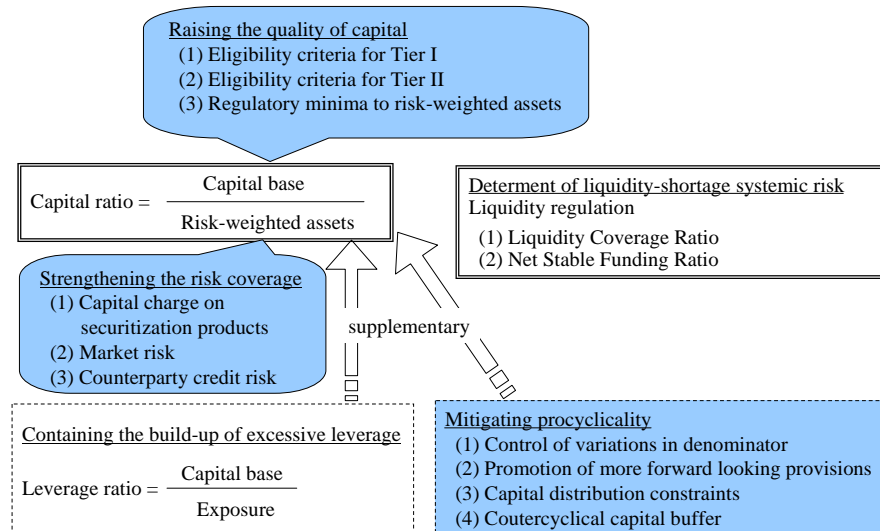 Raising the quality of capital
(1) Eligibility criteria for Tier I
(2) Eligibility criteria for Tier II
(3) Regulatory minima to risk-weighted assets
Capital ratio =
Capital base
Risk-weighted assets
Determent of liquidity-shortage systemic risk
Liquidity regulation
(1) Liquidity Coverage Ratio
(2) Net Stable Funding Ratio
Strengthening the risk coverage
(1) Capital charge on
securitization products
(2) Market risk
(3) Counterparty credit risk
supplementary
Containing the build-up of excessive leverage
Leverage ratio =
Capital base
Exposure
Mitigating procyclicality
(1) Control of variations in denominator
(2) Promotion of more forward looking provisions
(3) Capital distribution constraints
(4) Coutercyclical capital buffer